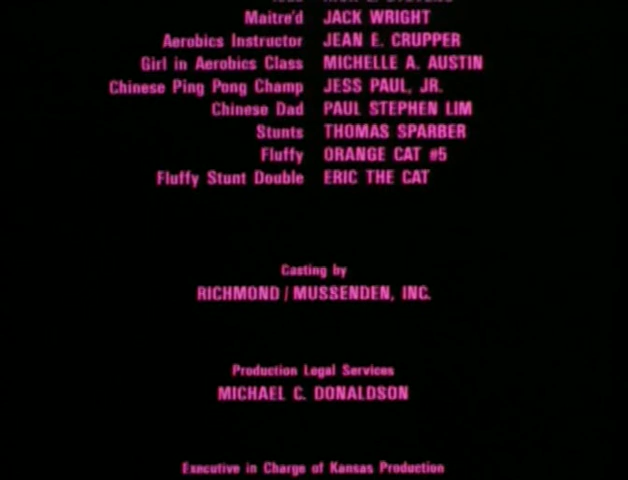 Maitre'd JACK WRIGHT
Aerobics Instructor JEAN E. CRUPPER
Girl in Aerobics Class MICHELLE A. AUSTIN
Chinese Ping Pong Champ JESS PAUL, JR.
Chinese Dad PAUL STEPHEN LIM
Stunts THOMAS SPARBER
Fluffy ORANGE CAT #5
Fluffy Stunt Double ERIC THE CAT
Casting by
RICHMOND / MUSSENDEN, INC.
Production Legal Services
MICHAEL C. DONALDSON
Executive in Charge of Kansas Production